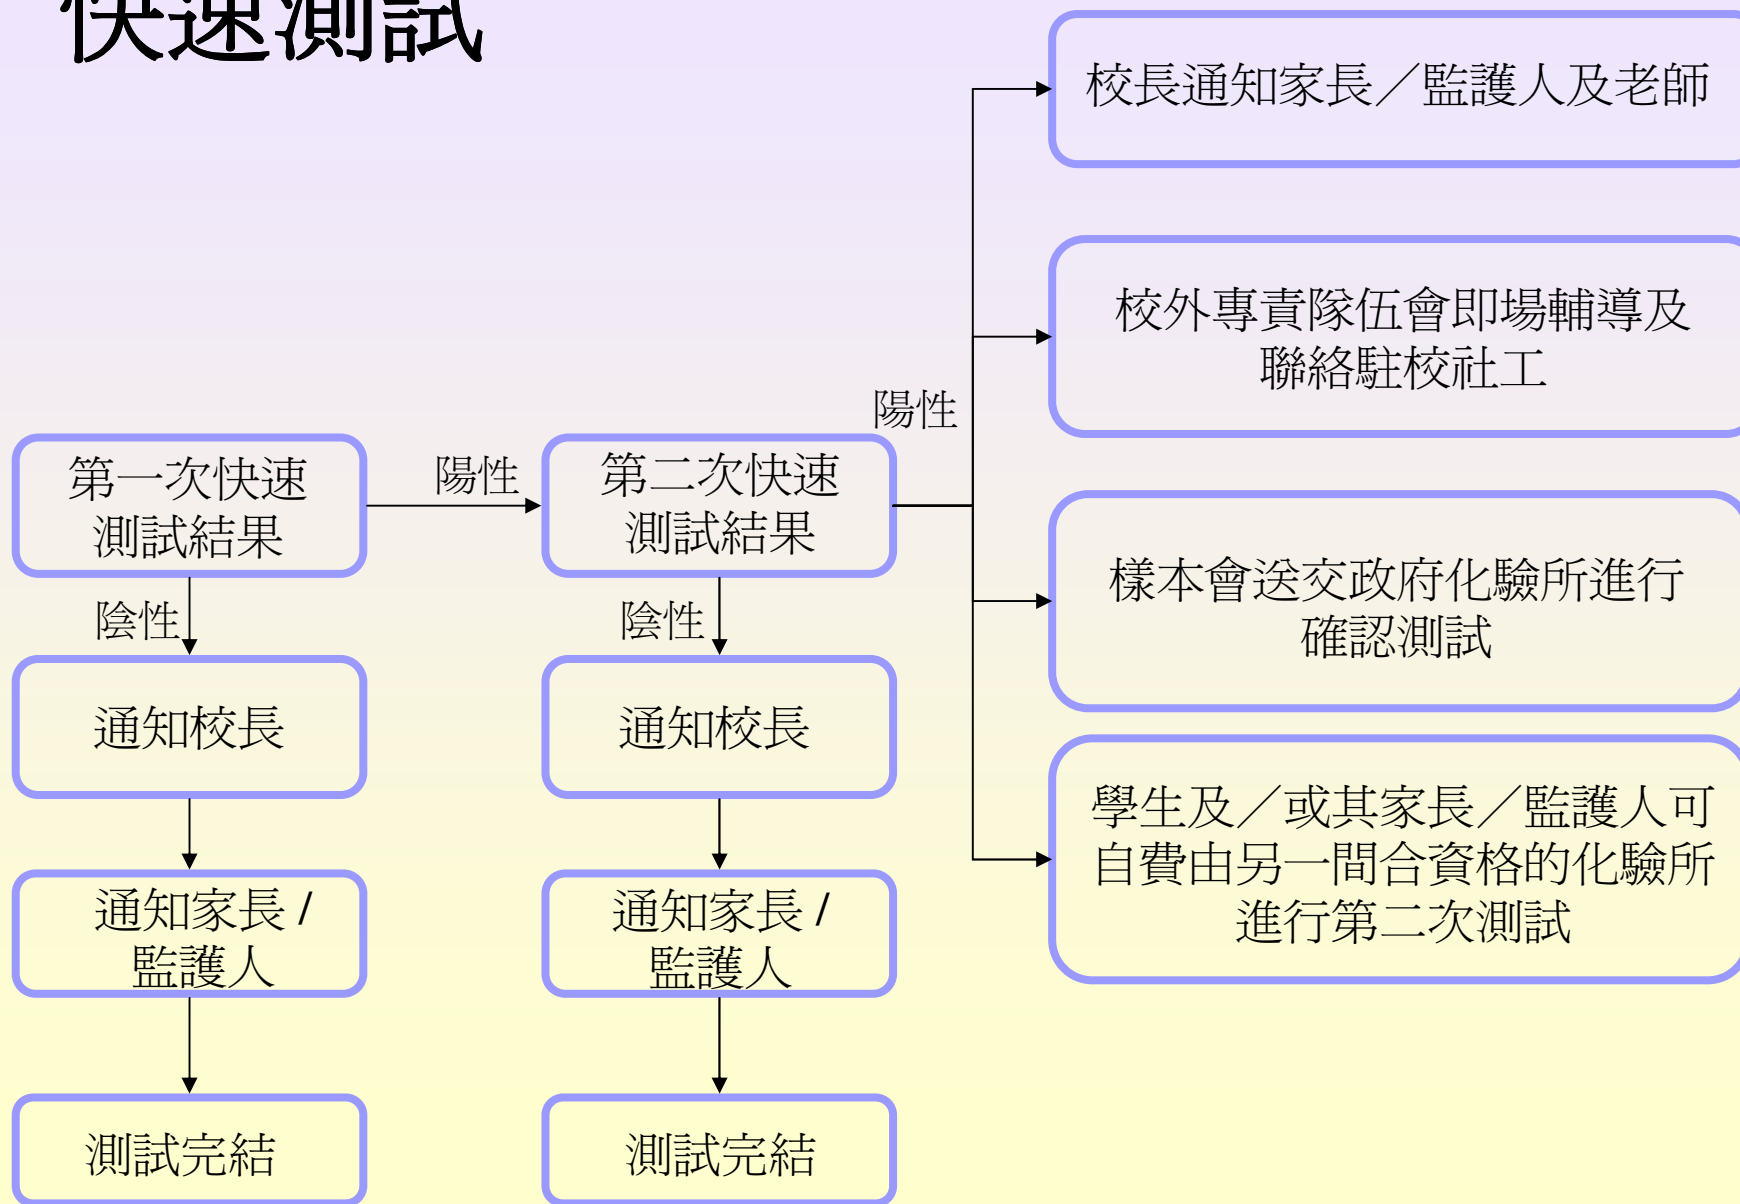 快速測試
校長通知家長／監護人及老師
校外專責隊伍會即場輔導及
聯絡駐校社工
陽性
第一次快速
測試結果
陽性
第二次快速
測試結果
樣本會送交政府化驗所進行
確認測試
陰性
陰性
通知校長
通知校長
學生及／或其家長／監護人可
自費由另一間合資格的化驗所
進行第二次測試
通知家長 /
監護人
通知家長 /
監護人
測試完結
測試完結